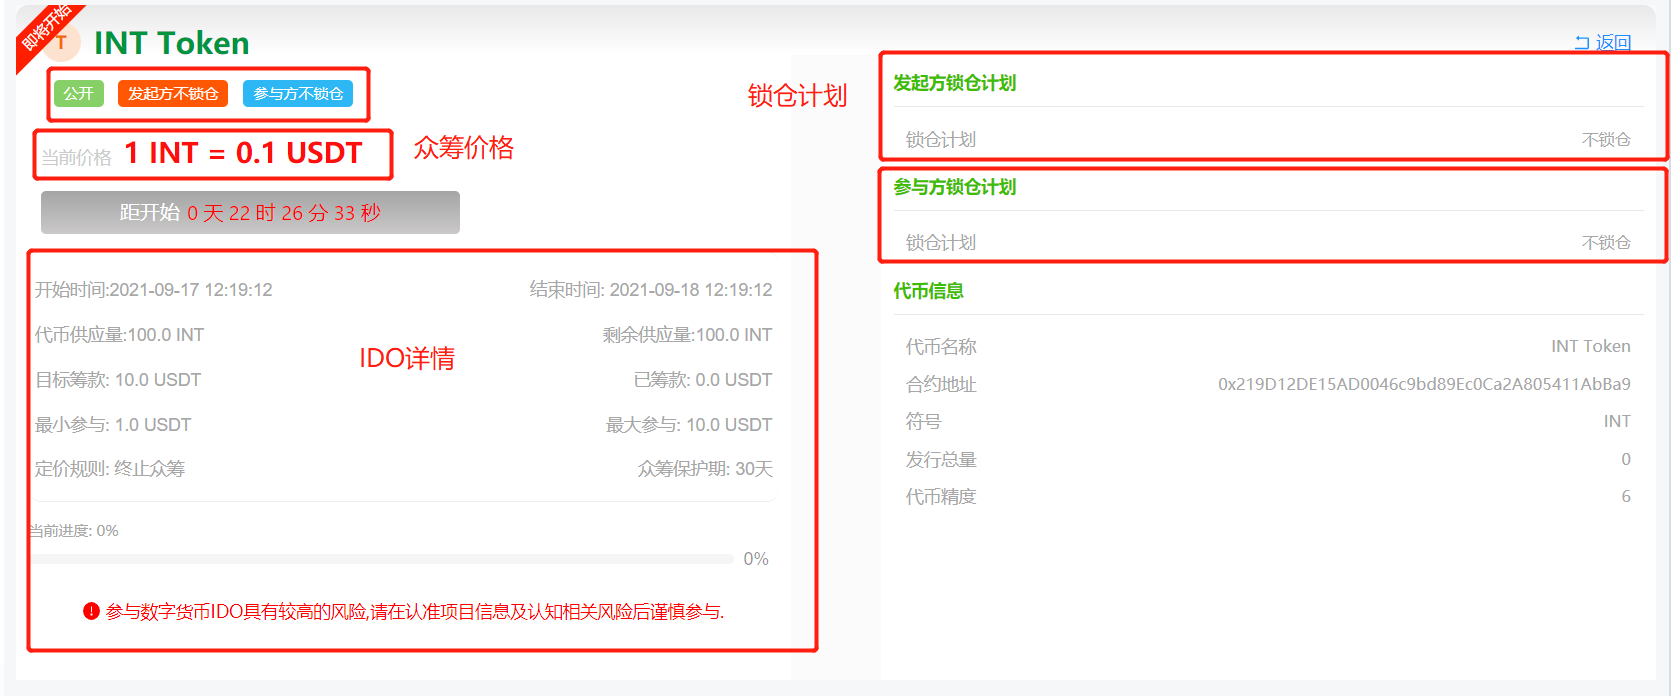 即将开始
T
INT Token
返回
公开
发起方不锁仓
参与方不锁仓
当前价格 1 INT = 0.1 USDT
众筹价格
距开始 0 天 22 时 26 分 33 秒
开始时间:2021-09-17 12:19:12
结束时间: 2021-09-18 12:19:12
代币供应量:100.0 INT
剩余供应量:100.0 INT
IDO详情
目标筹款: 10.0 USDT
已筹款: 0.0 USDT
最小参与: 1.0 USDT
最大参与: 10.0 USDT
定价规则: 终止众筹
众筹保护期: 30天
当前进度: 0%
0%
参与数字货币IDO具有较高的风险,请在认准项目信息及认知相关风险后谨慎参与.
锁仓计划
发起方锁仓计划
锁仓计划 不锁仓
参与方锁仓计划
锁仓计划 不锁仓
代币信息
代币名称 INT Token
合约地址 0x219D12DE15AD0046c9bd89Ec0Ca2A805411AbBa9
符号 INT
发行总量 0
代币精度 6